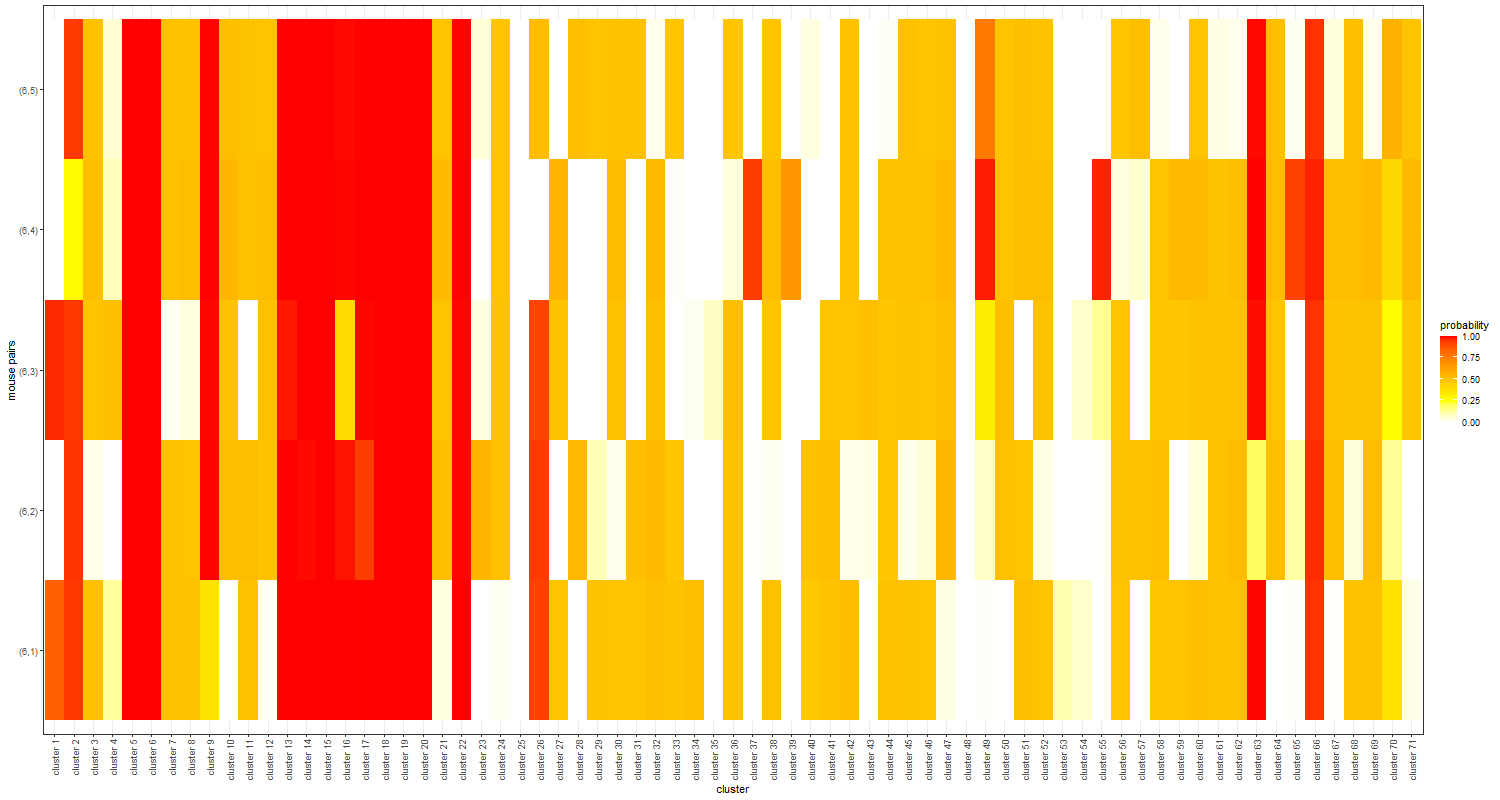 (6,5)
(6,4)
(6,3)
(6,2)
(6,1)
mouse pairs
cluster 1
cluster 2
cluster 3
cluster 4
cluster 5
cluster 6
cluster 7
cluster 8
cluster 9
cluster 10
cluster 11
cluster 12
cluster 13
cluster 14
cluster 15
cluster 16
cluster 17
cluster 18
cluster 19
cluster 20
cluster 21
cluster 22
cluster 23
cluster 24
cluster 25
cluster 26
cluster 27
cluster 28
cluster 29
cluster 30
cluster 31
cluster 32
cluster 33
cluster 34
cluster 35
cluster 36
cluster 37
cluster 38
cluster 39
cluster 40
cluster 41
cluster 42
cluster 43
cluster 44
cluster 45
cluster 46
cluster 47
cluster 48
cluster 49
cluster 50
cluster 51
cluster 52
cluster 53
cluster 54
cluster 55
cluster 56
cluster 57
cluster 58
cluster 59
cluster 60
cluster 61
cluster 62
cluster 63
cluster 64
cluster 65
cluster 66
cluster 67
cluster 68
cluster 69
cluster 70
cluster 71
cluster
probability
1.00
0.75
0.50
0.25
0.00